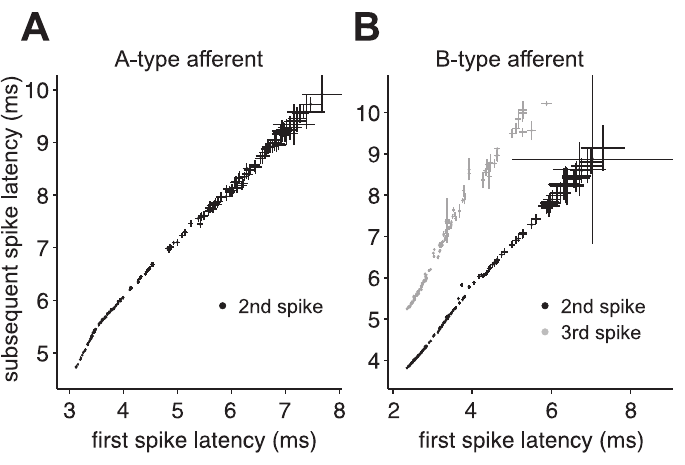 A
B
A-type afferent
B-type afferent
subsequent spike latency (ms)
10
9
8
7
6
5
2nd spike
3 4 5 6 7 8
first spike latency (ms)
10
9
8
7
6
5
4
2nd spike
3rd spike
2 4 6 8
first spike latency (ms)